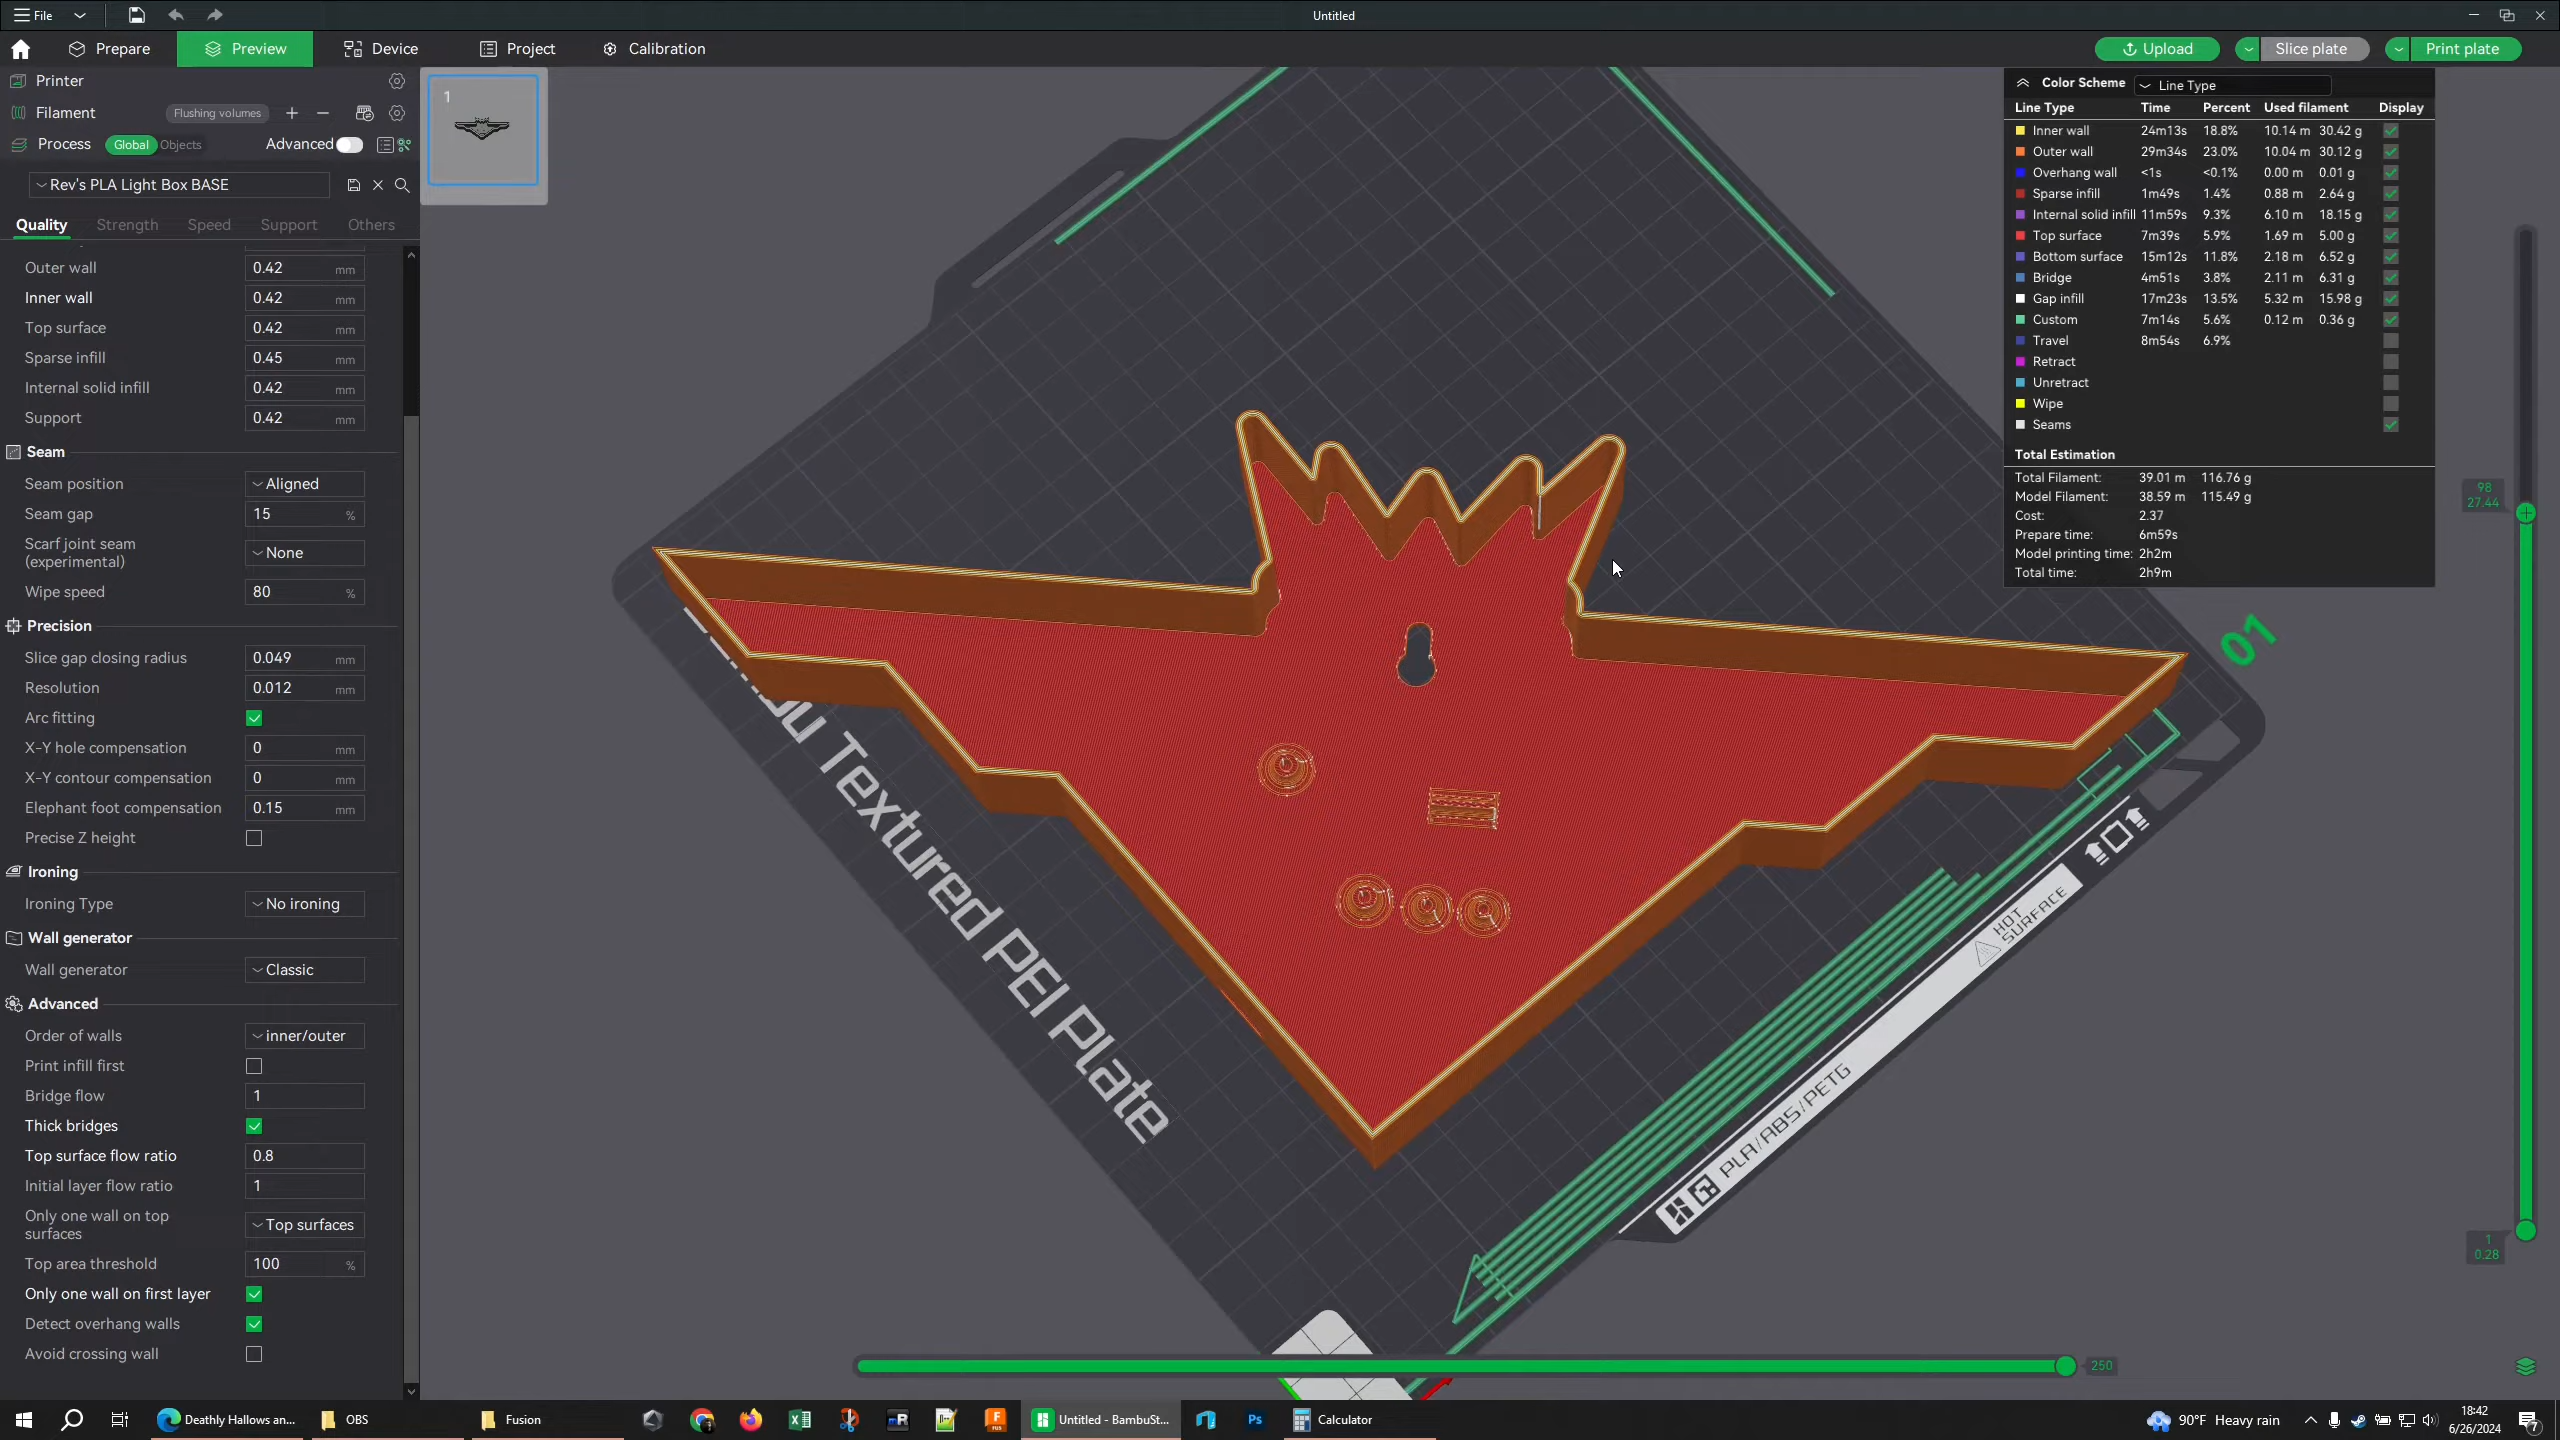 File
Untitled
Prepare
Preview
Device
Project
Calibration
Upload
Slice plate
Print plate
Printer
Filament
Flushing volumes
Process
Global
Objects
Advanced
Rev's PLA Light Box BASE
Quality
Strength
Speed
Support
Others
Outer wall 0.42 mm
Inner wall 0.42 mm
Top surface 0.42 mm
Sparse infill 0.45 mm
Internal solid infill 0.42 mm
Support 0.42 mm
Seam
Seam position Aligned
Seam gap 15 %
Scarf joint seam
(experimental) None
Wipe speed 80 %
Precision
Slice gap closing radius 0.049 mm
Resolution 0.012 mm
Arc fitting
X-Y hole compensation 0 mm
X-Y contour compensation 0 mm
Elephant foot compensation 0.15 mm
Precise Z height
Ironing
Ironing Type No ironing
Wall generator
Wall generator Classic
Advanced
Order of walls inner/outer
Print infill first
Bridge flow 1
Thick bridges
Top surface flow ratio 0.8
Initial layer flow ratio 1
Only one wall on top
surfaces Top surfaces
Top area threshold 100 %
Only one wall on first layer
Detect overhang walls
Avoid crossing wall
1
Color Scheme Line Type
Line Type Time Percent Used filament Display
Inner wall 24m13s 18.8% 10.14 m 30.42 g
Outer wall 29m34s 23.0% 10.04 m 30.12 g
Overhang wall <1s <0.1% 0.00 m 0.01 g
Sparse infill 1m49s 1.4% 0.88 m 2.64 g
Internal solid infill 11m59s 9.3% 6.10 m 18.15 g
Top surface 7m39s 5.9% 1.69 m 5.00 g
Bottom surface 15m12s 11.8% 2.18 m 6.52 g
Bridge 4m51s 3.8% 2.11 m 6.31 g
Gap infill 17m23s 13.5% 5.32 m 15.98 g
Custom 7m14s 5.6% 0.12 m 0.36 g
Travel 8m54s 6.9%
Retract
Unretract
Wipe
Seams
Total Estimation
Total Filament: 39.01 m 116.76 g
Model Filament: 38.59 m 115.49 g
Cost: 2.37
Prepare time: 6m59s
Model printing time: 2h2m
Total time: 2h9m
98
27.44
01
Textured PEI Plate
HOT
SURFACE
PLA/ABS/PETG
1
0.28
250
Deathly Hallows an...
OBS
Fusion
Untitled - BambuSt...
Calculator
90°F Heavy rain
18:42
6/26/2024
7